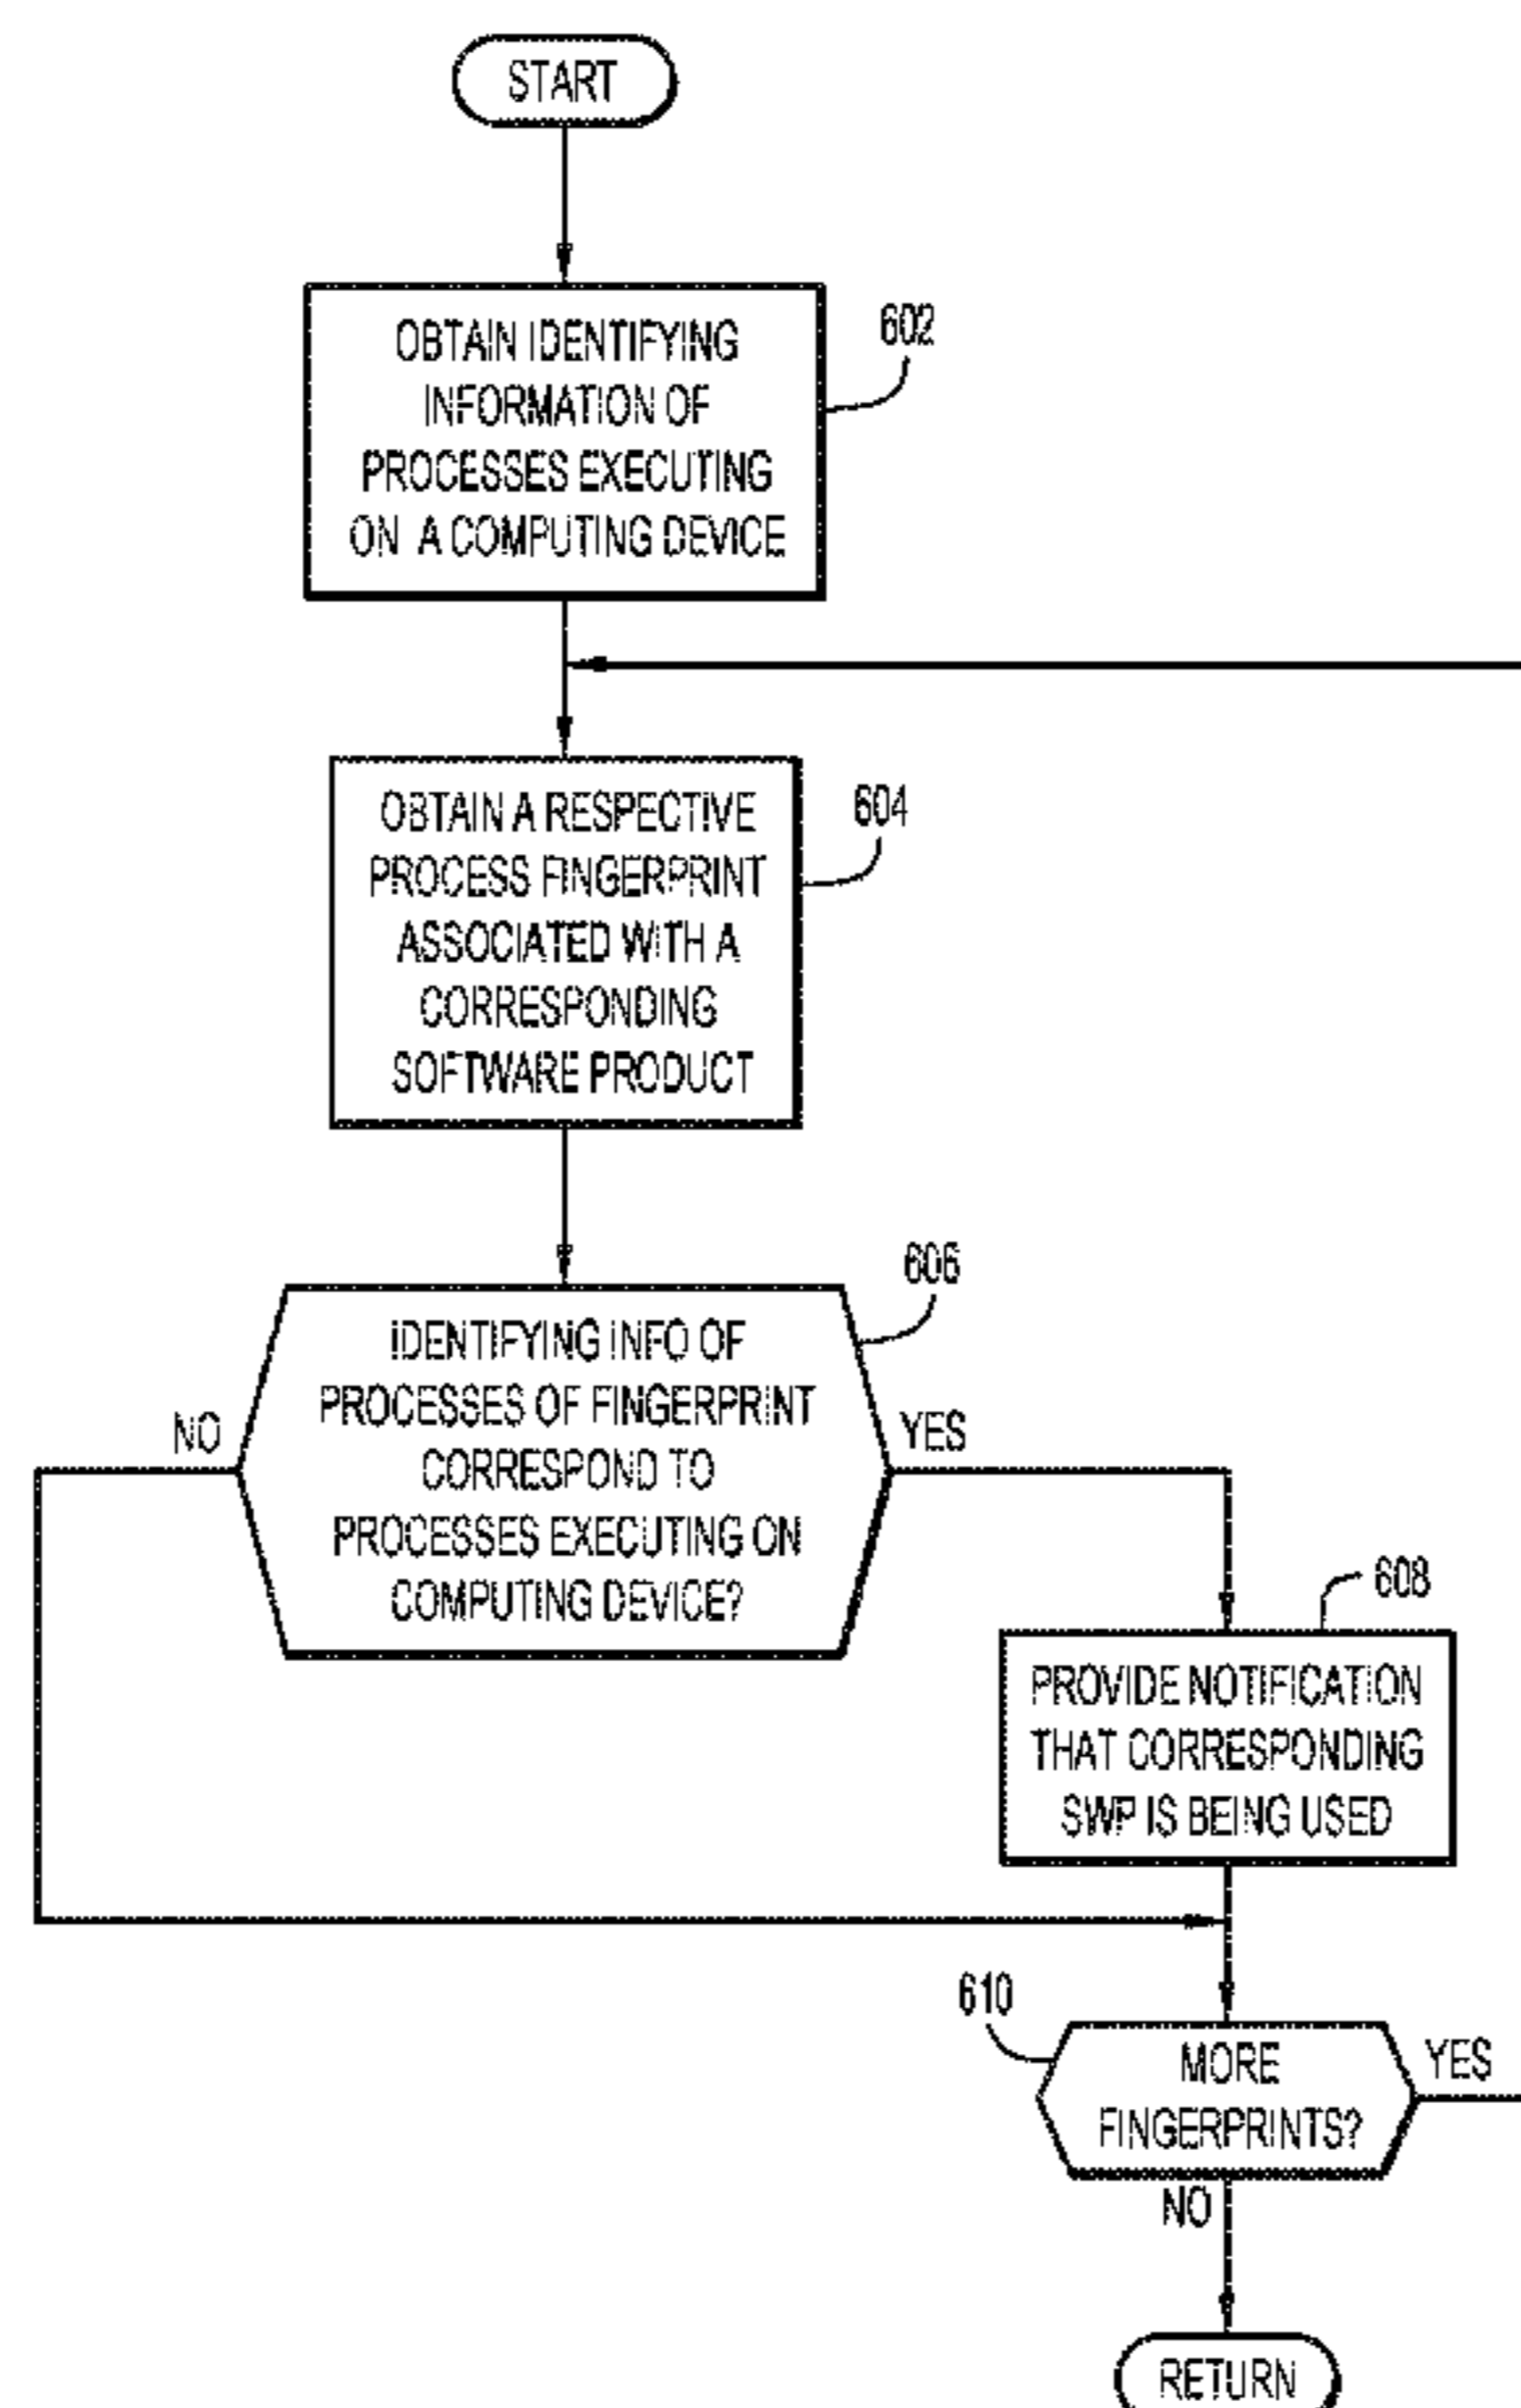 START
OBTAIN IDENTIFYING
INFORMATION OF
PROCESSES EXECUTING
ON A COMPUTING DEVICE
602
OBTAIN A RESPECTIVE
PROCESS FINGERPRINT
ASSOCIATED WITH A
CORRESPONDING
SOFTWARE PRODUCT
604
606
IDENTIFYING INFO OF
PROCESSES OF FINGERPRINT
CORRESPOND TO
PROCESSES EXECUTING ON
COMPUTING DEVICE?
NO
YES
608
PROVIDE NOTIFICATION
THAT CORRESPONDING
SWP IS BEING USED
610
MORE
FINGERPRINTS?
YES
NO
RETURN